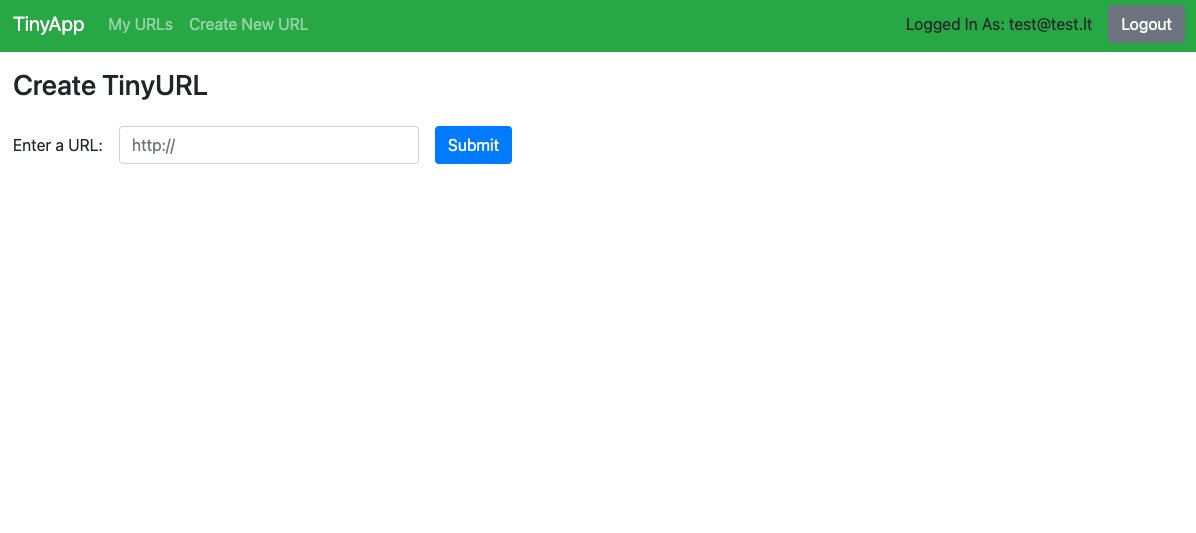 TinyApp My URLs Create New URL Logged In As: test@test.lt Logout
Create TinyURL
Enter a URL: http:// Submit